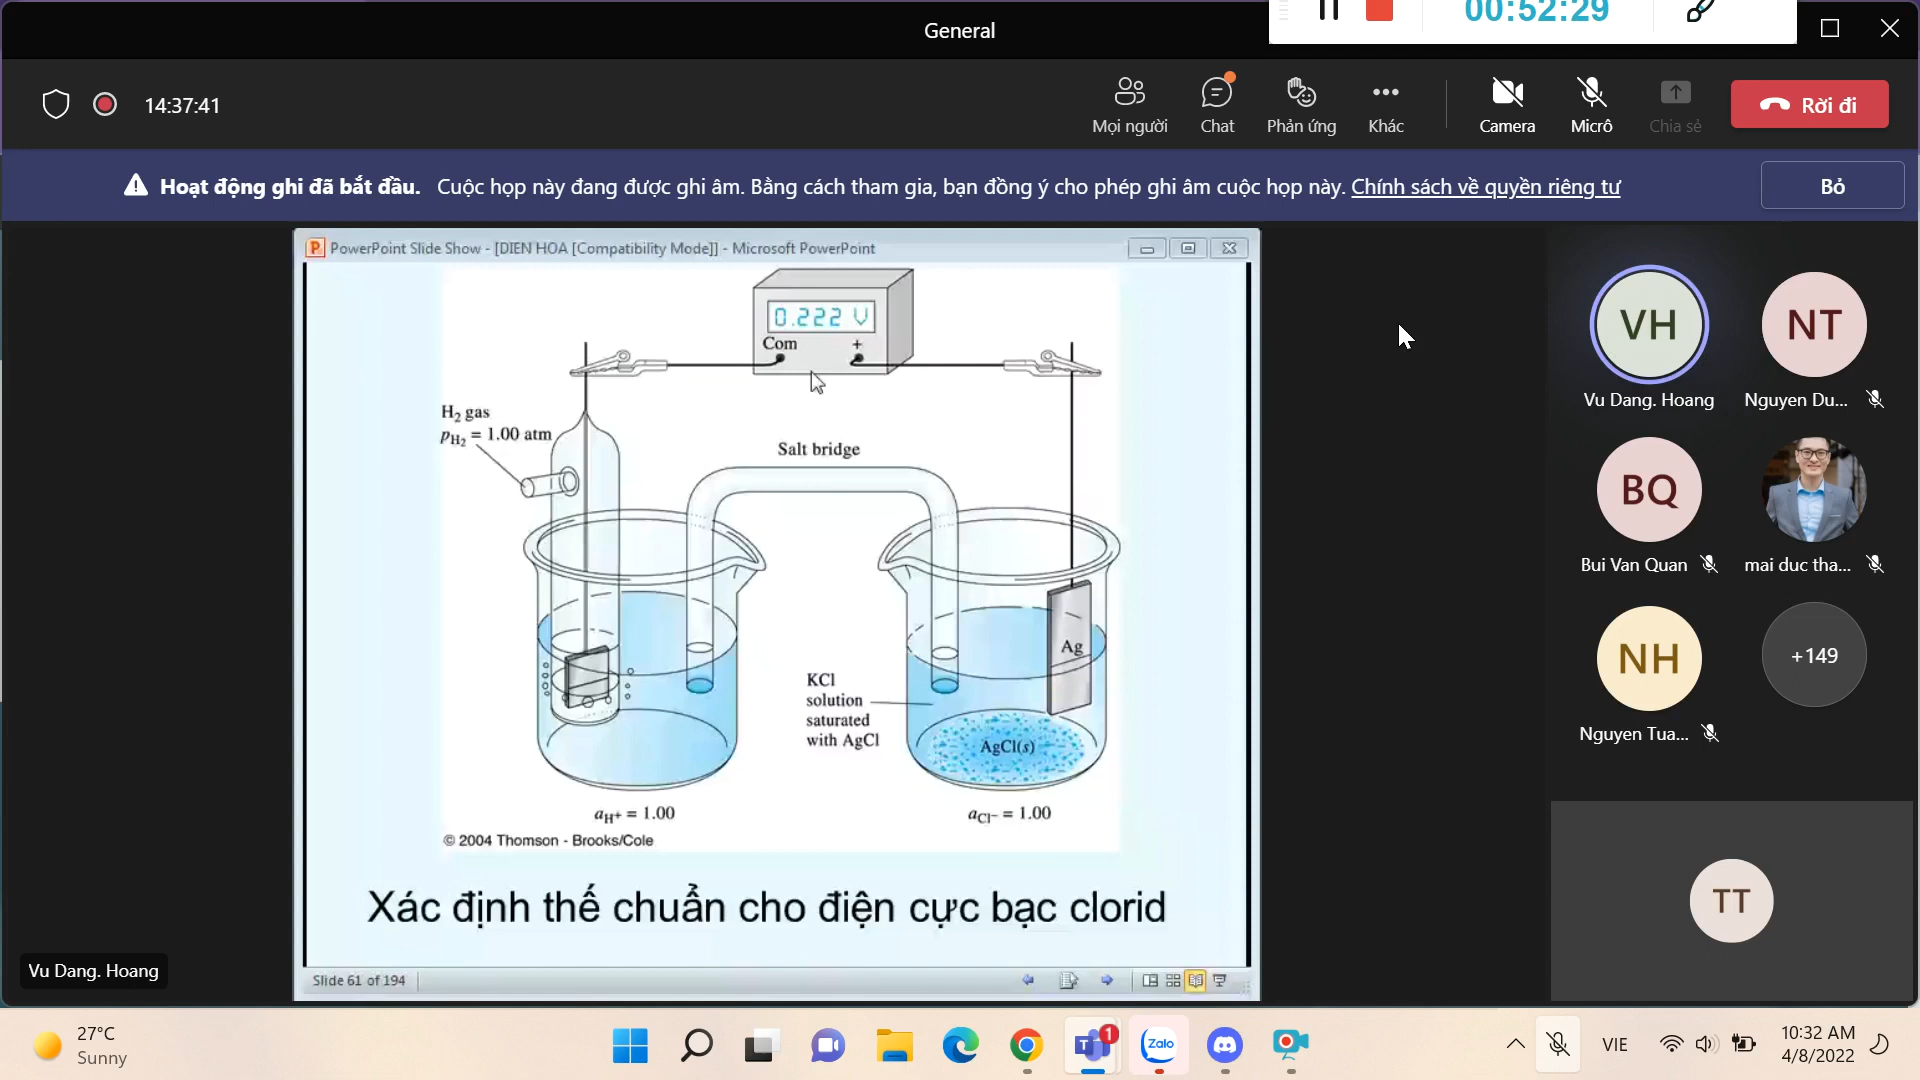 General
00:52:29
14:37:41
Mọi người
Chat
Phản ứng
Khác
Camera
Micrô
Chia sẻ
Rời đi
Hoạt động ghi đã bắt đầu. Cuộc họp này đang được ghi âm. Bằng cách tham gia, bạn đồng ý cho phép ghi âm cuộc họp này. Chính sách về quyền riêng tư
Bỏ
P PowerPoint Slide Show - [DIEN HOA [Compatibility Mode]] - Microsoft PowerPoint
0.222 V
Com +
H₂ gas
pH₂ = 1.00 atm
Salt bridge
Ag
KCl
solution
saturated
with AgCl
AgCl(s)
aH⁺ = 1.00
aCl⁻ = 1.00
© 2004 Thomson - Brooks/Cole
Xác định thế chuẩn cho điện cực bạc clorid
Slide 61 of 194
Vu Dang. Hoang
VH
Vu Dang. Hoang
NT
Nguyen Du...
BQ
Bui Van Quan
mai duc tha...
NH
Nguyen Tua...
+149
TT
27°C
Sunny
1
Zalo
VIE
10:32 AM
4/8/2022